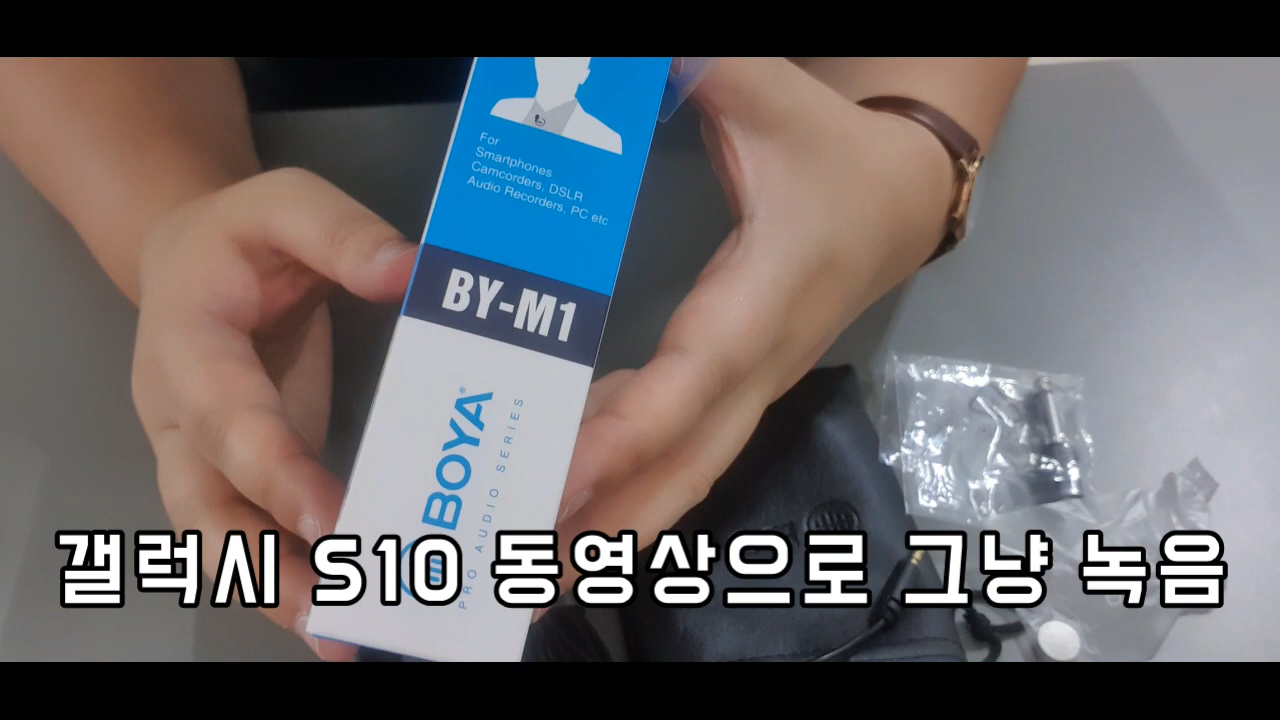 For
Smartphones
Camcorders, DSLR
Audio Recorders, PC etc
BY-M1
BOYA®
PRO AUDIO SERIES
갤럭시 S10 동영상으로 그냥 녹음